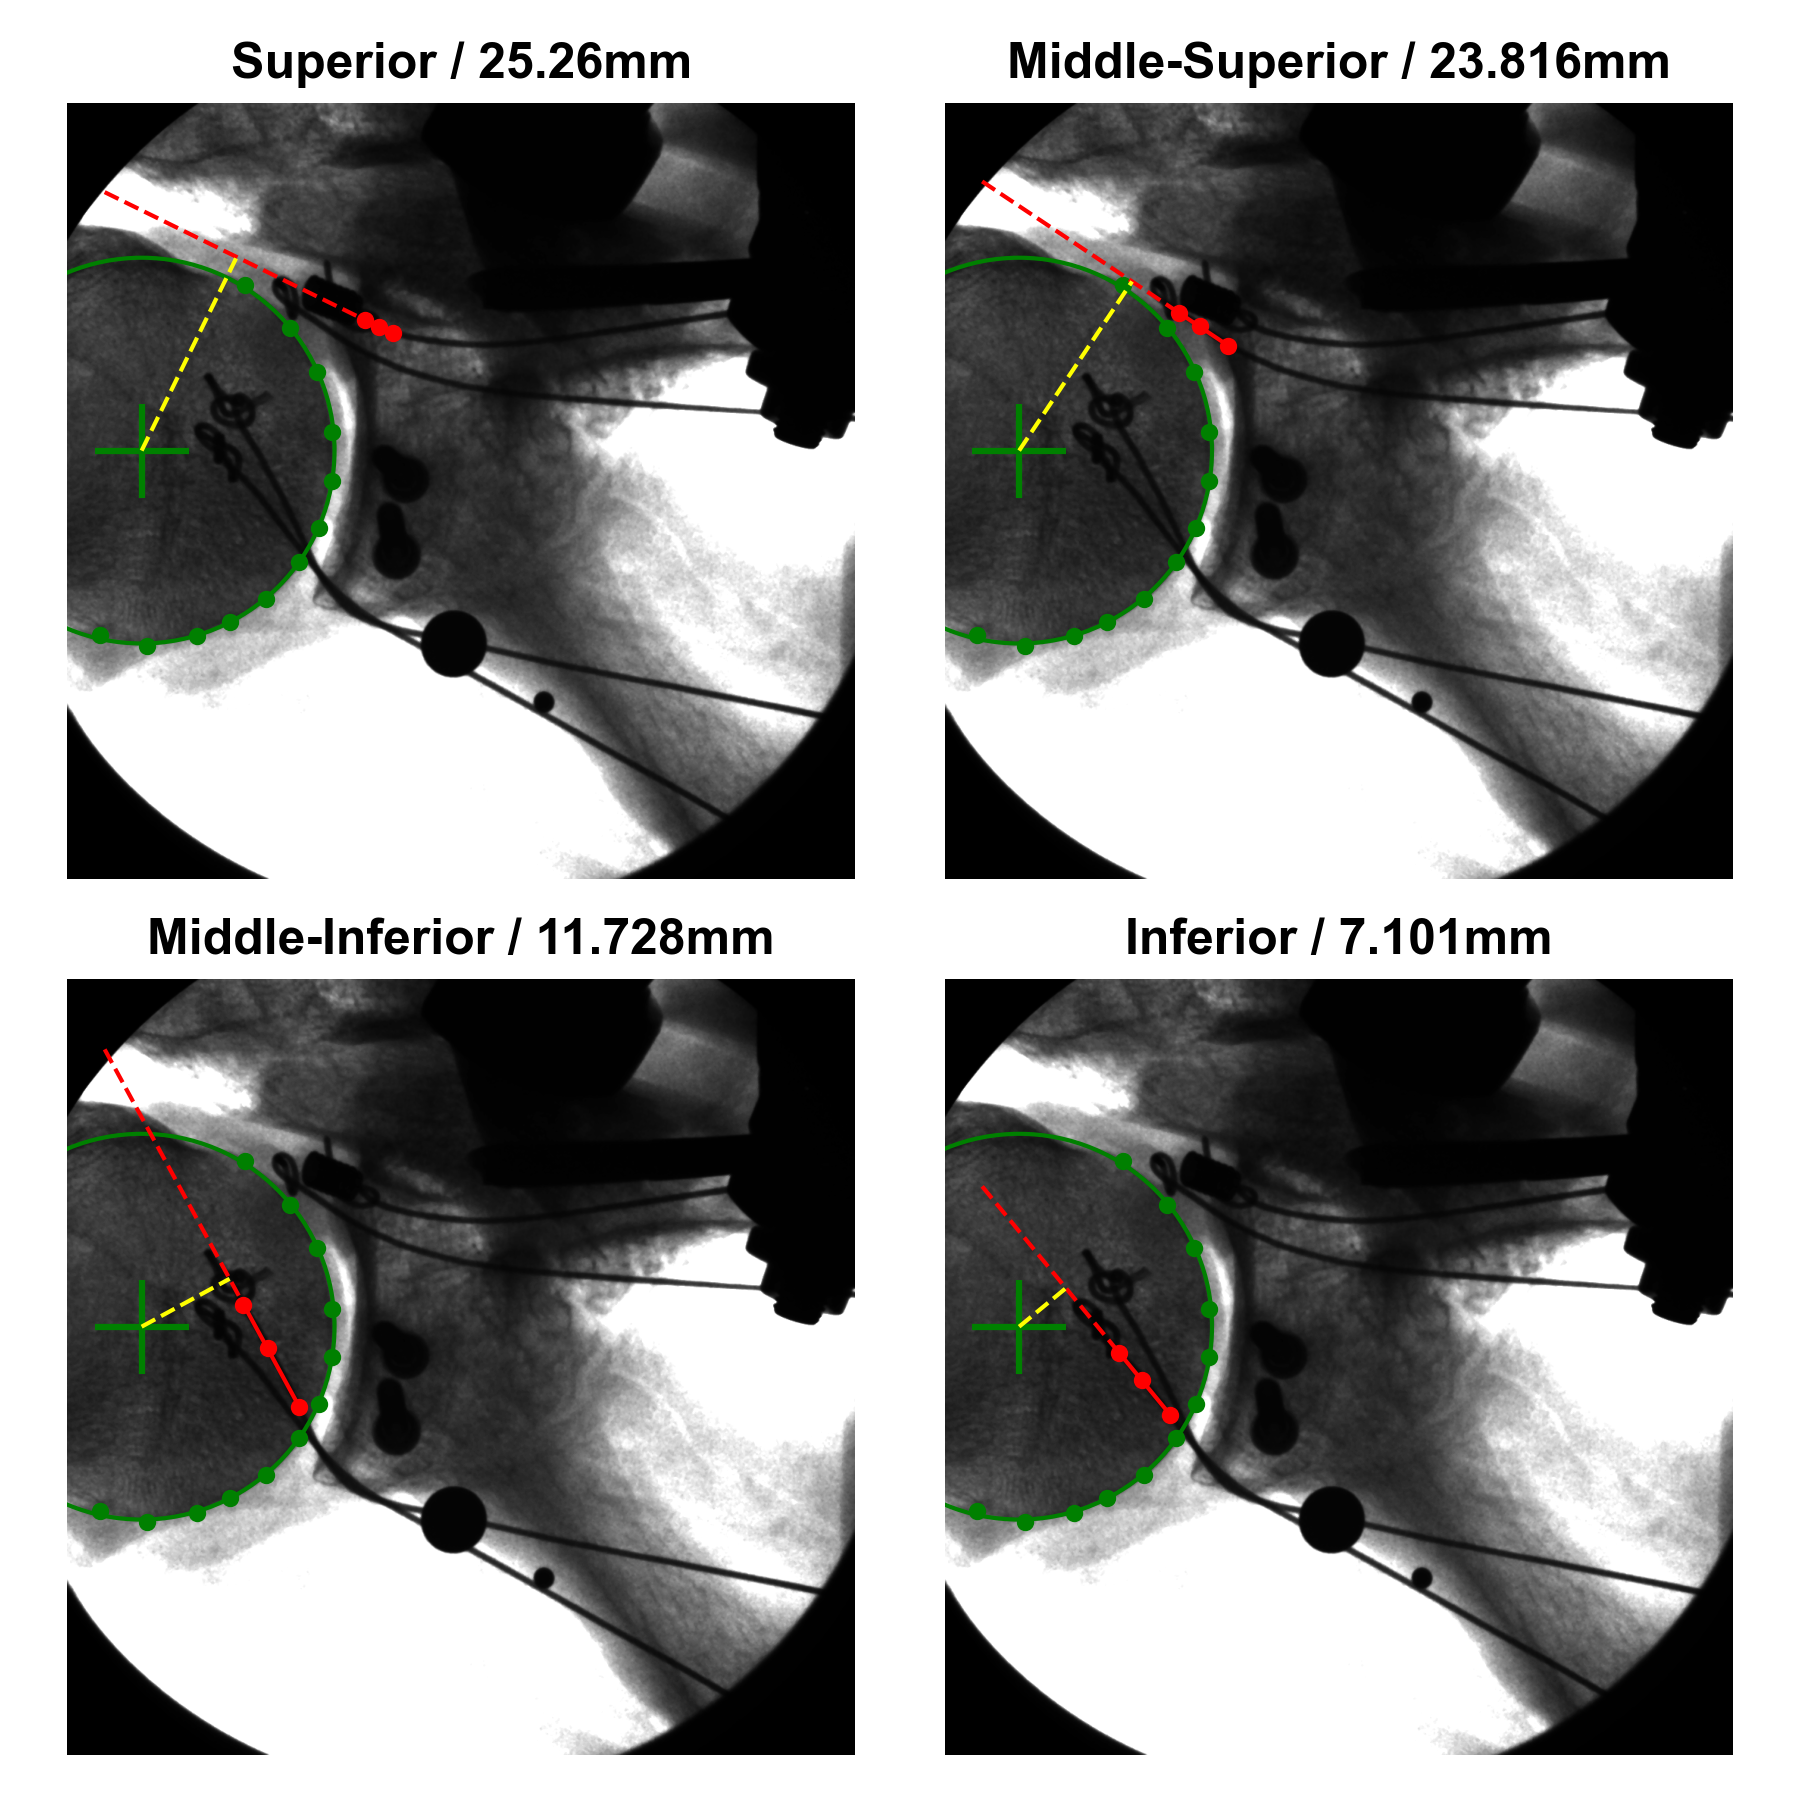 Superior / 25.26mm
Middle-Superior / 23.816mm
Middle-Inferior / 11.728mm
Inferior / 7.101mm